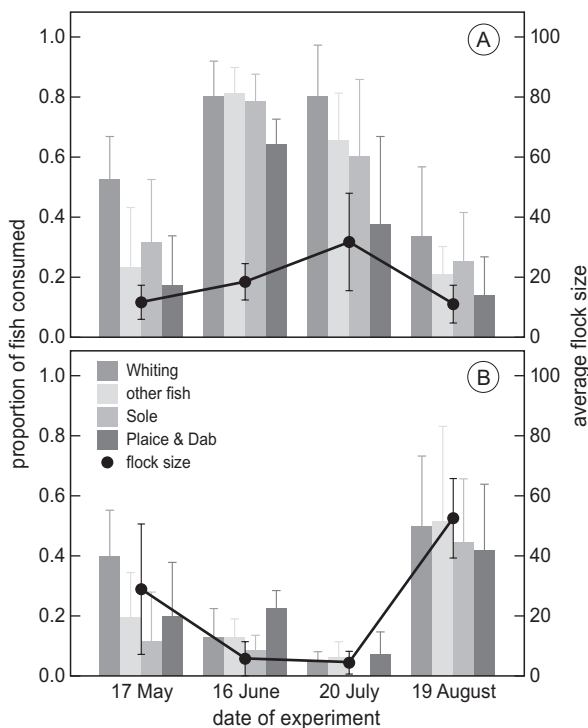 proportion of fish consumed
average flock size
1.0
0.8
0.6
0.4
0.2
0.0
A
100
80
60
40
20
0
1.0
0.8
0.6
0.4
0.2
0.0
Whiting
other fish
Sole
Plaice & Dab
flock size
B
100
80
60
40
20
0
17 May 16 June 20 July 19 August
date of experiment